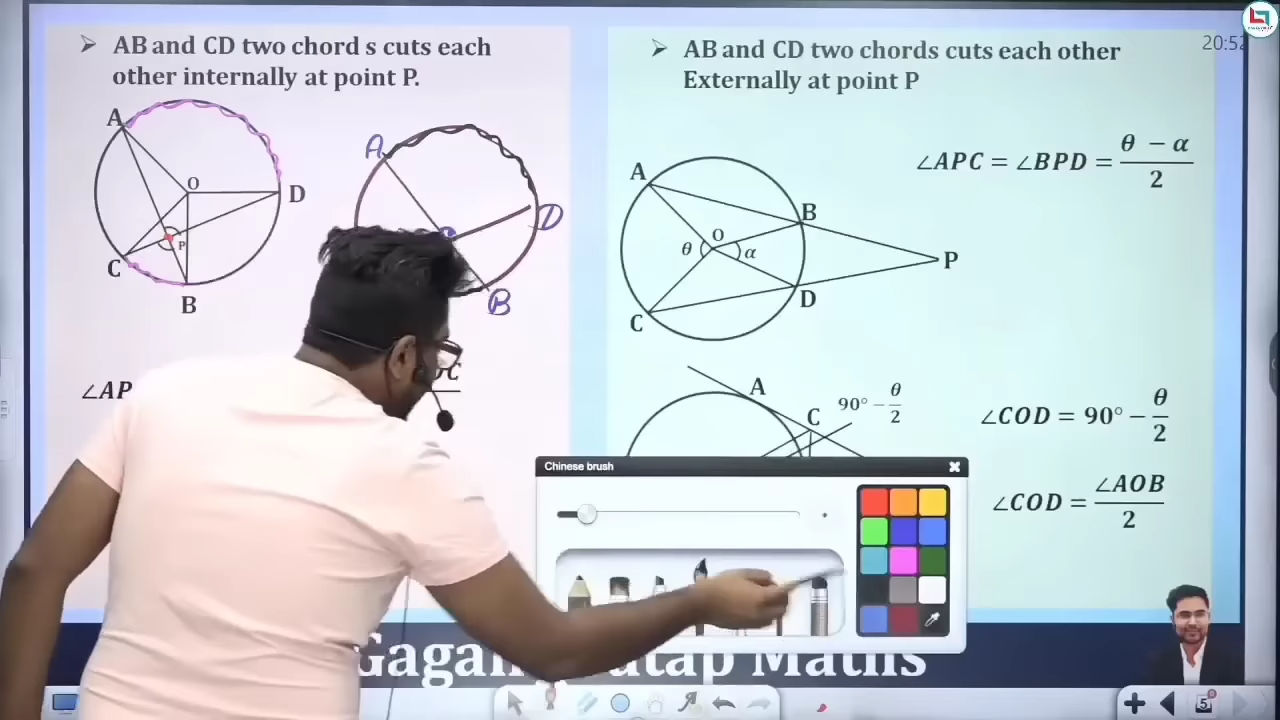 ➢ AB and CD two chord s cuts each
other internally at point P.
A
O
D
P
C
B
A
D
B
∠AP
➢ AB and CD two chords cuts each other
Externally at point P
20:52
∠APC = ∠BPD = θ − α / 2
A
B
O
θ
α
P
D
C
A
C
90° − θ/2
∠COD = 90° − θ/2
∠COD = ∠AOB / 2
Chinese brush
Maths
5